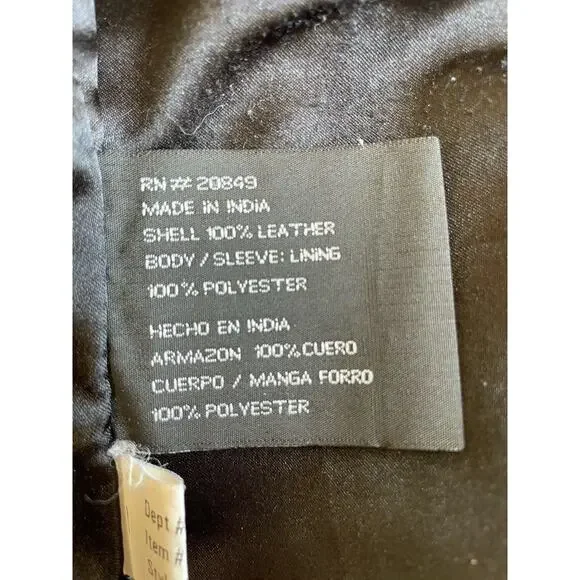 RN # 20849
MADE IN INDIA
SHELL 100% LEATHER
BODY / SLEEVE: LINING
100% POLYESTER
HECHO EN INDIA
ARMAZON 100% CUERO
CUERPO / MANGA FORRO
100% POLYESTER
Dept #
Item #